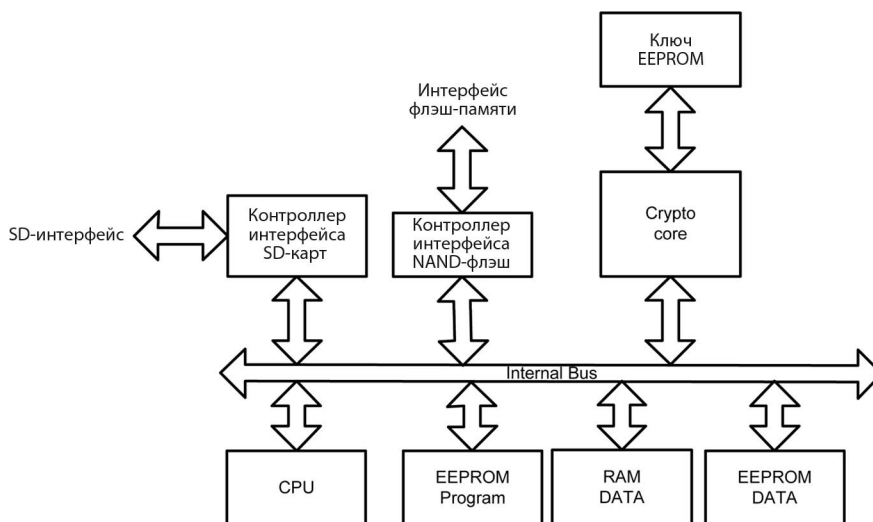 Ключ
EEPROM
Интерфейс
флэш-памяти
SD-интерфейс
Контроллер
интерфейса
SD-карт
Контроллер
интерфейса
NAND-флэш
Crypto
core
Internal Bus
CPU
EEPROM
Program
RAM
DATA
EEPROM
DATA